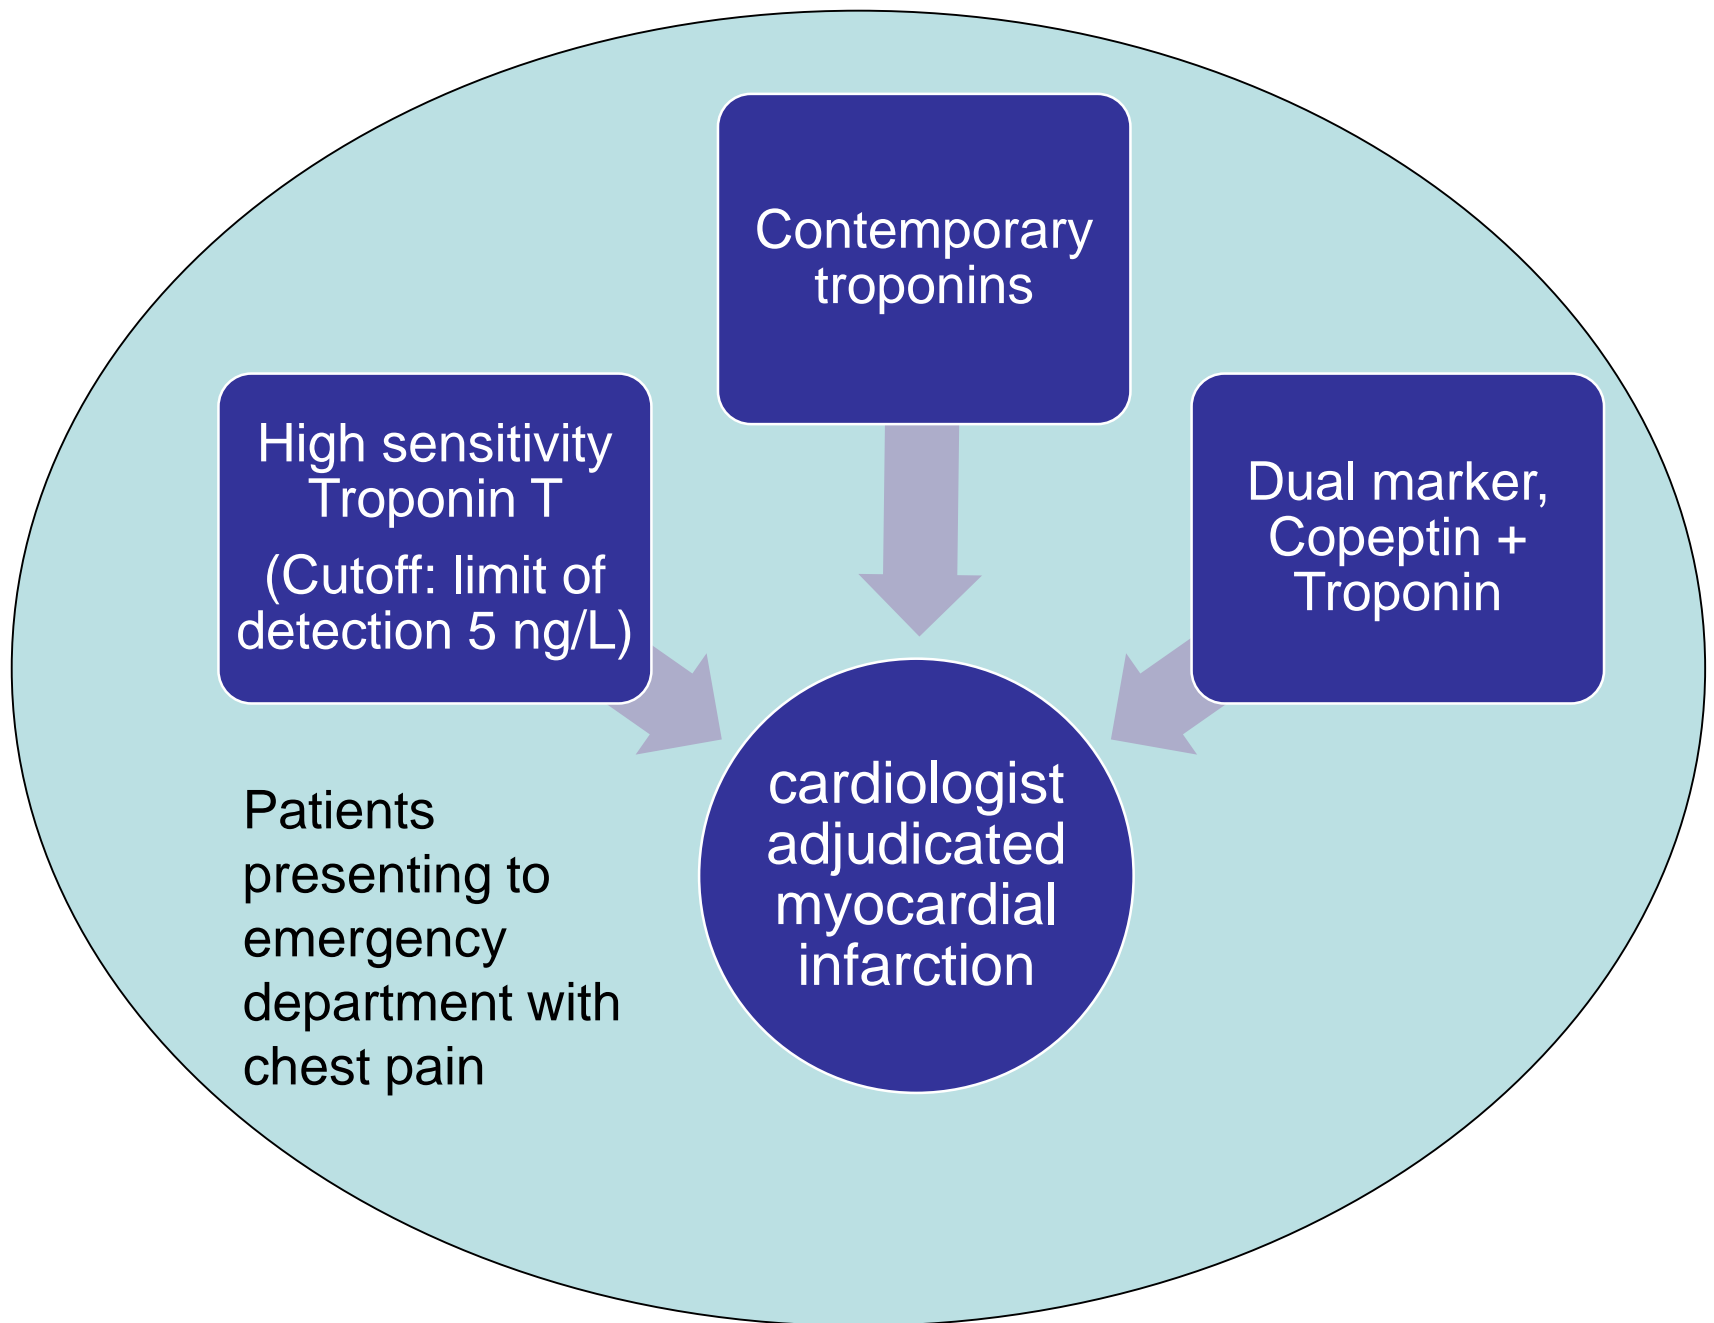 Contemporary
troponins
High sensitivity
Troponin T
(Cutoff: limit of
detection 5 ng/L)
Dual marker,
Copeptin +
Troponin
cardiologist
adjudicated
myocardial
infarction
Patients
presenting to
emergency
department with
chest pain